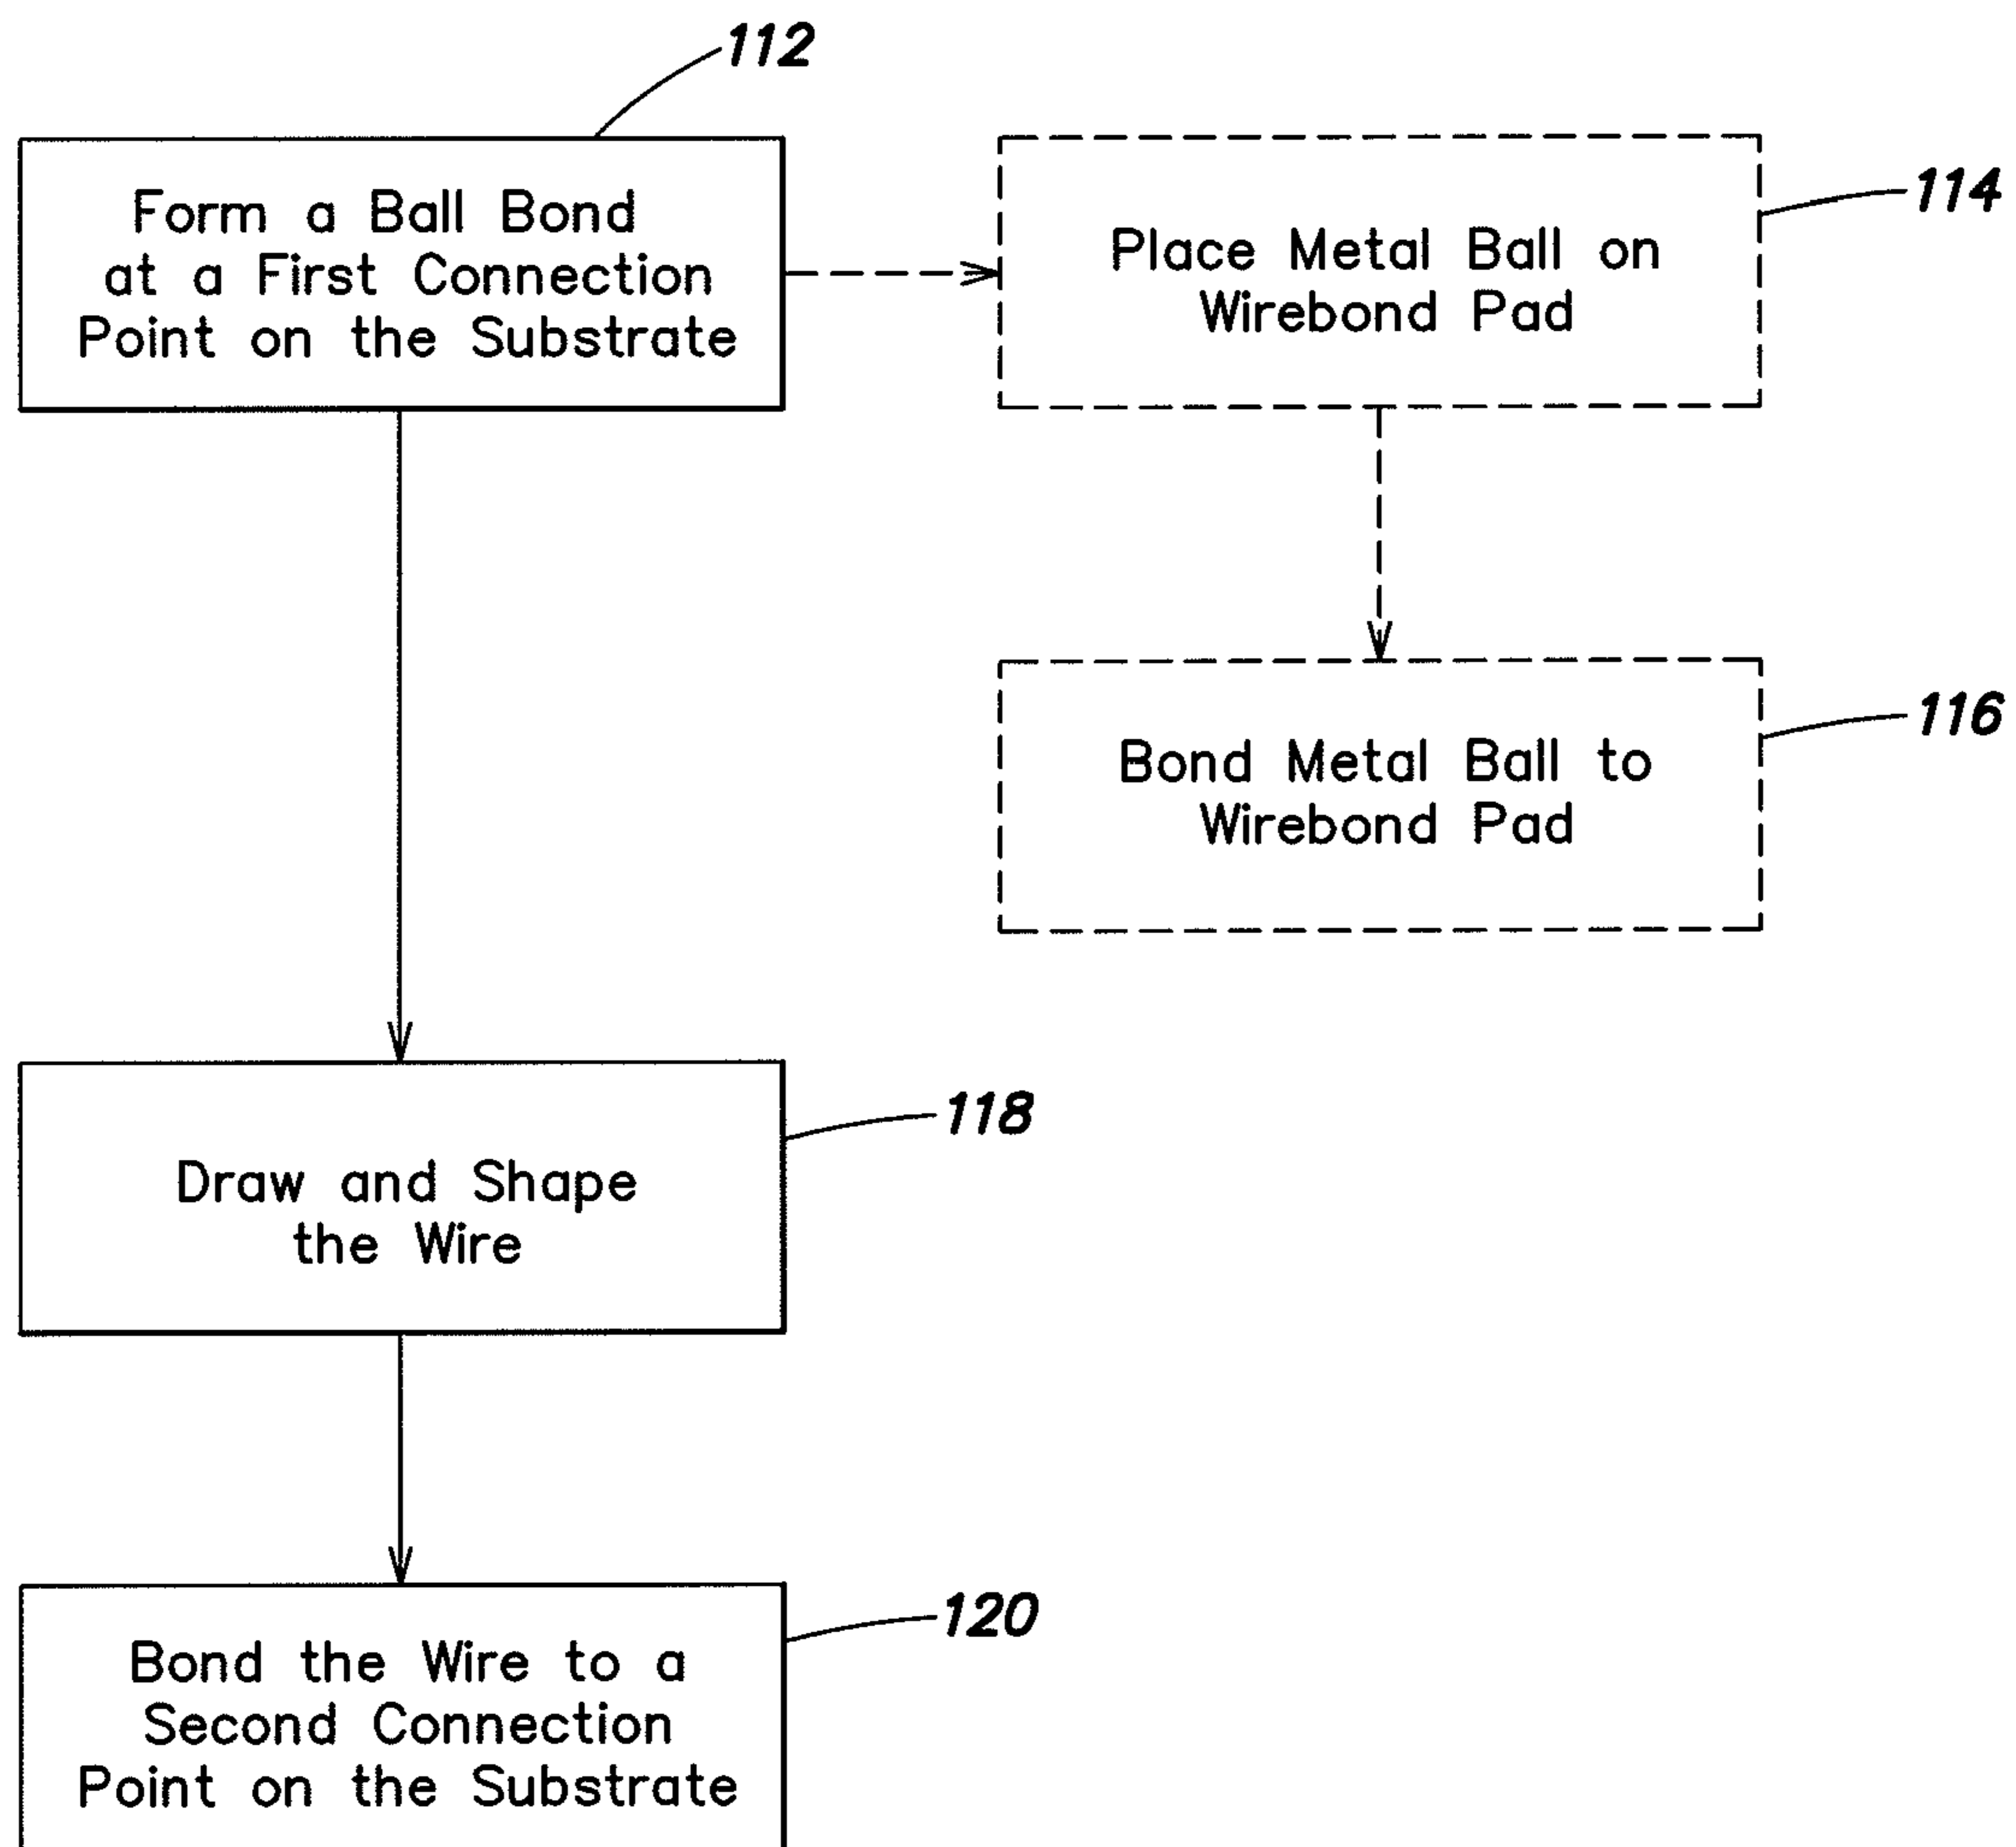 112
Form a Ball Bond
at a First Connection
Point on the Substrate
Place Metal Ball on
Wirebond Pad
114
Bond Metal Ball to
Wirebond Pad
116
Draw and Shape
the Wire
118
Bond the Wire to a
Second Connection
Point on the Substrate
120